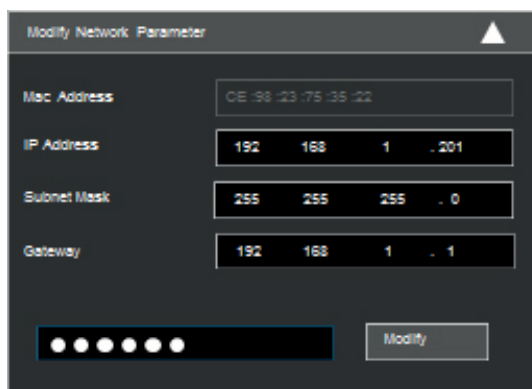 Modify Network Parameter
Mac Address CE :98 :23 :75 :35 :22
IP Address 192 168 1 . 201
Subnet Mask 255 255 255 . 0
Gateway 192 168 1 . 1
Modify